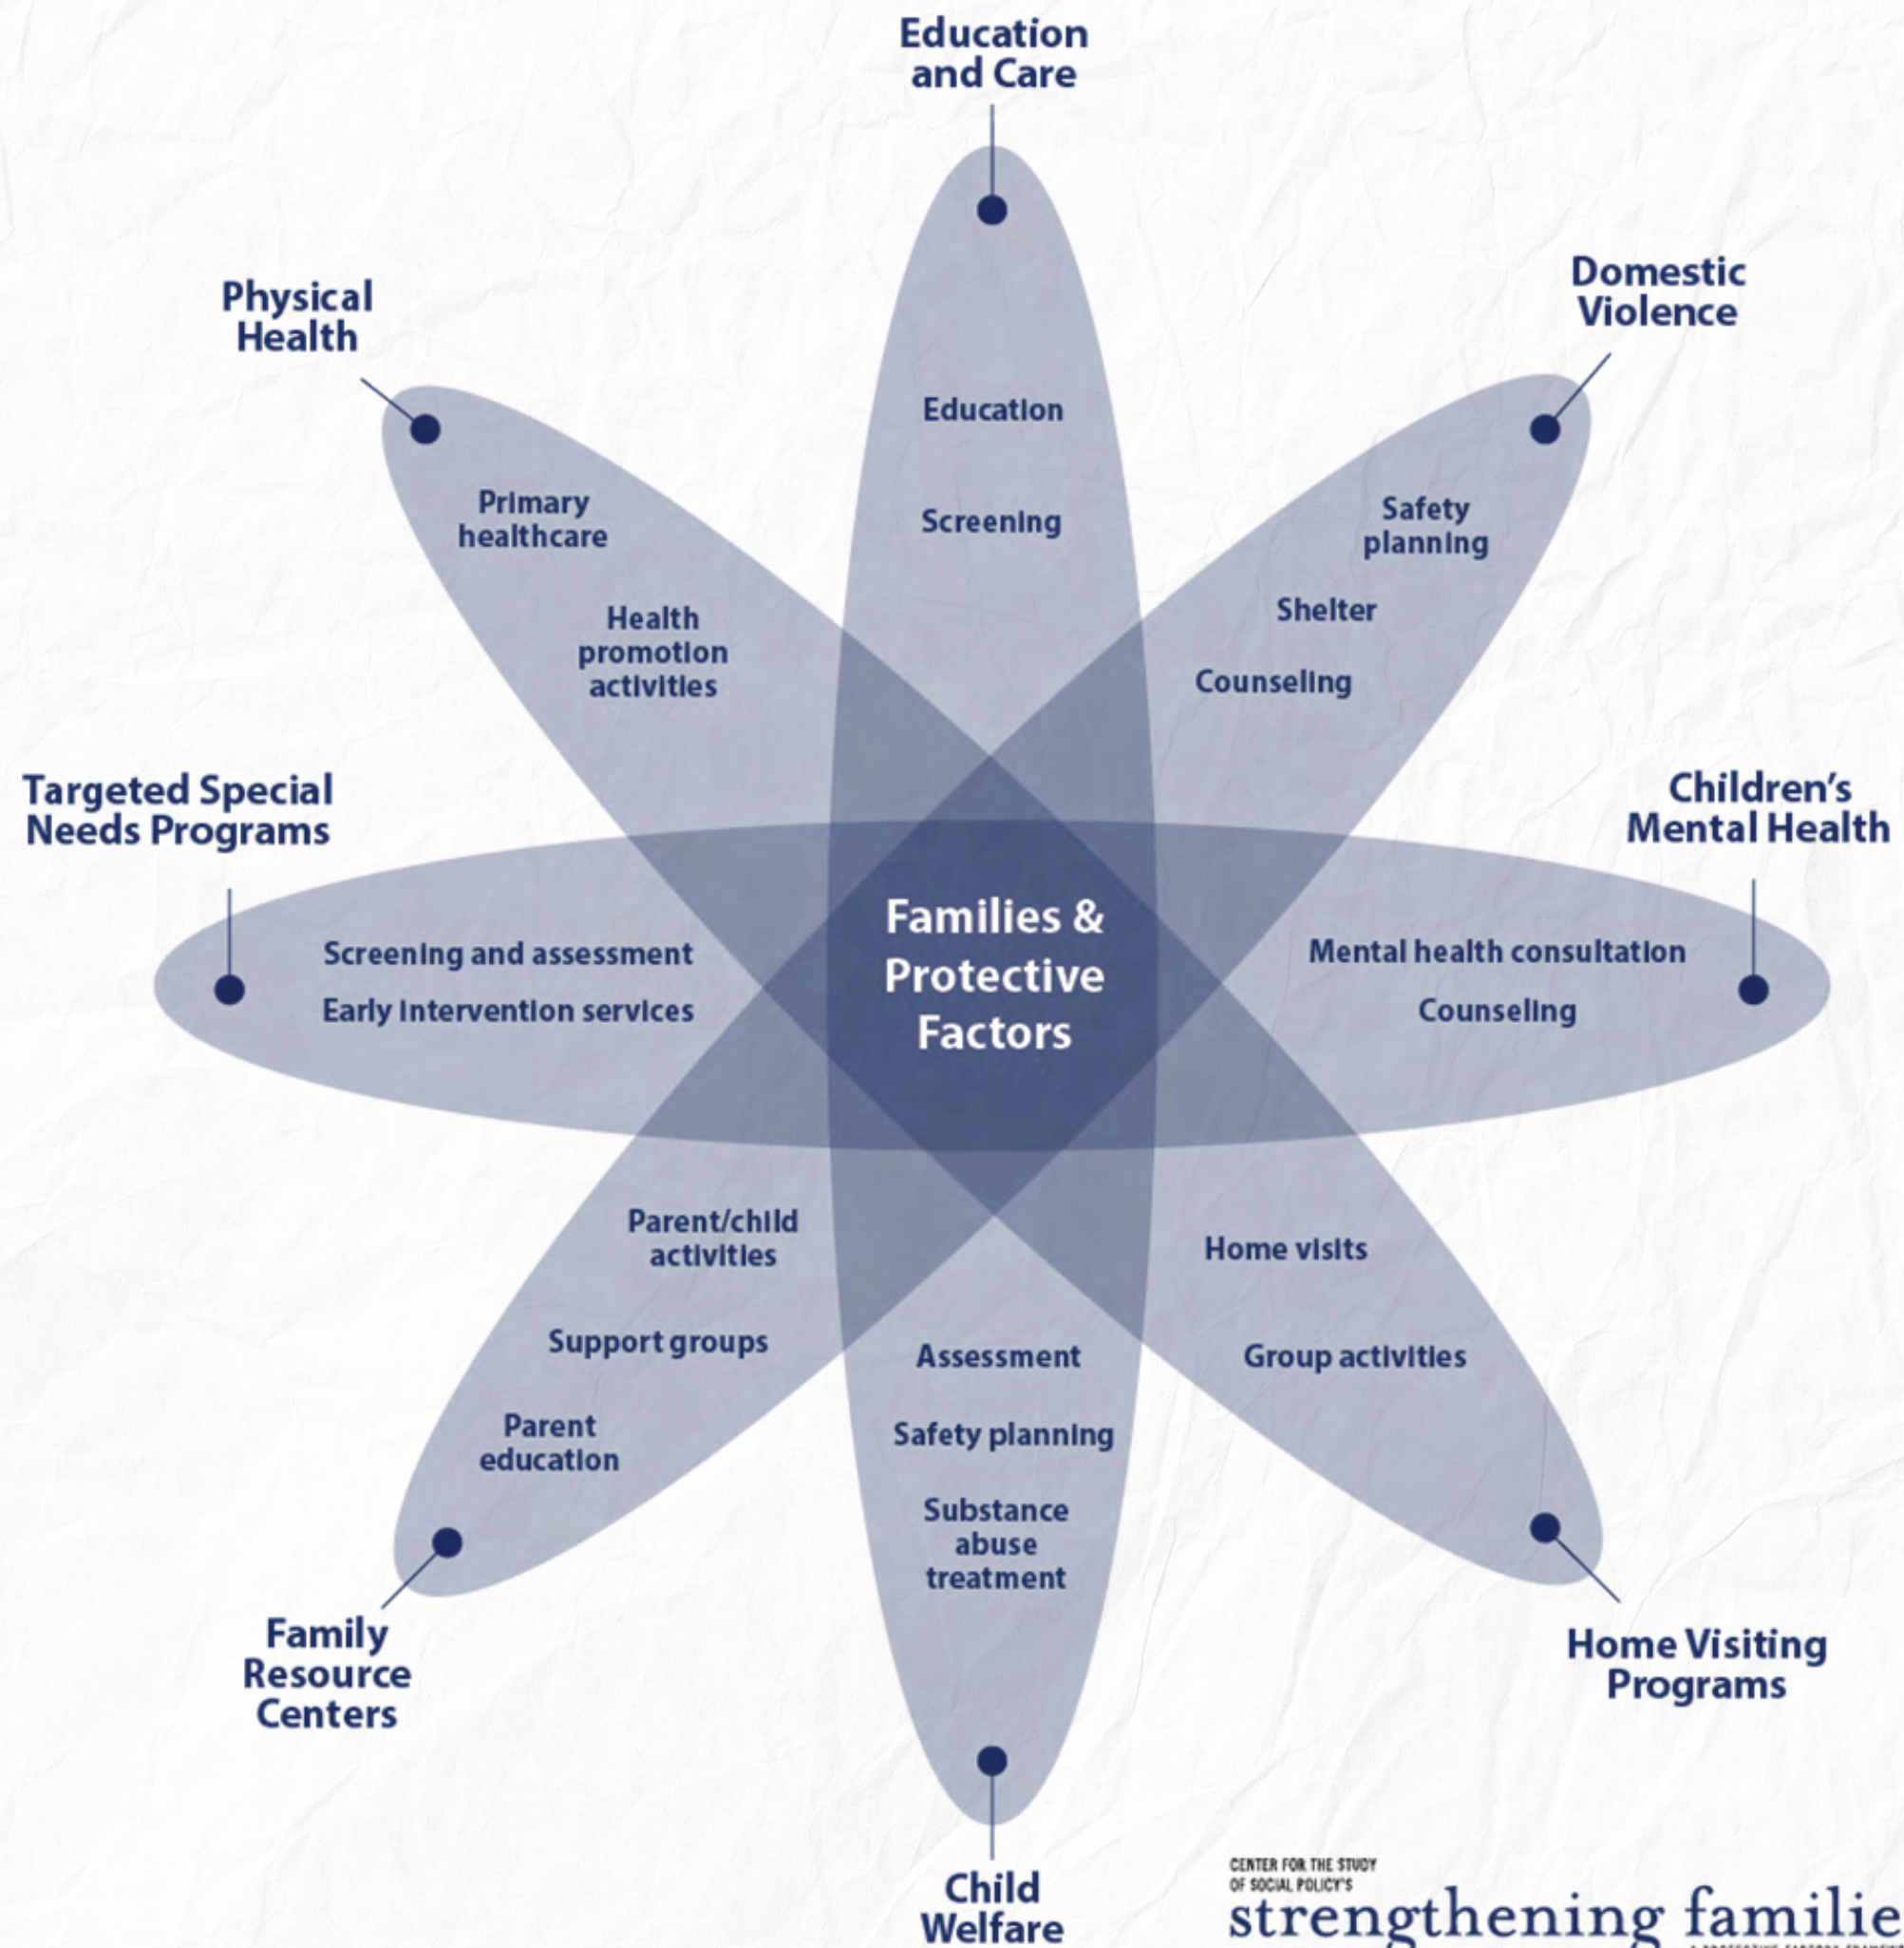 Education
and Care
Domestic
Violence
Physical
Health
Education
Screening
Primary
healthcare
Health
promotion
activities
Safety
planning
Shelter
Counseling
Targeted Special
Needs Programs
Children’s
Mental Health
Families &
Protective
Factors
Screening and assessment
Early intervention services
Mental health consultation
Counseling
Parent/child
activities
Support groups
Parent
education
Assessment
Safety planning
Substance
abuse
treatment
Home visits
Group activities
Family
Resource
Centers
Home Visiting
Programs
Child
Welfare
CENTER FOR THE STUDY
OF SOCIAL POLICY'S
strengthening familie